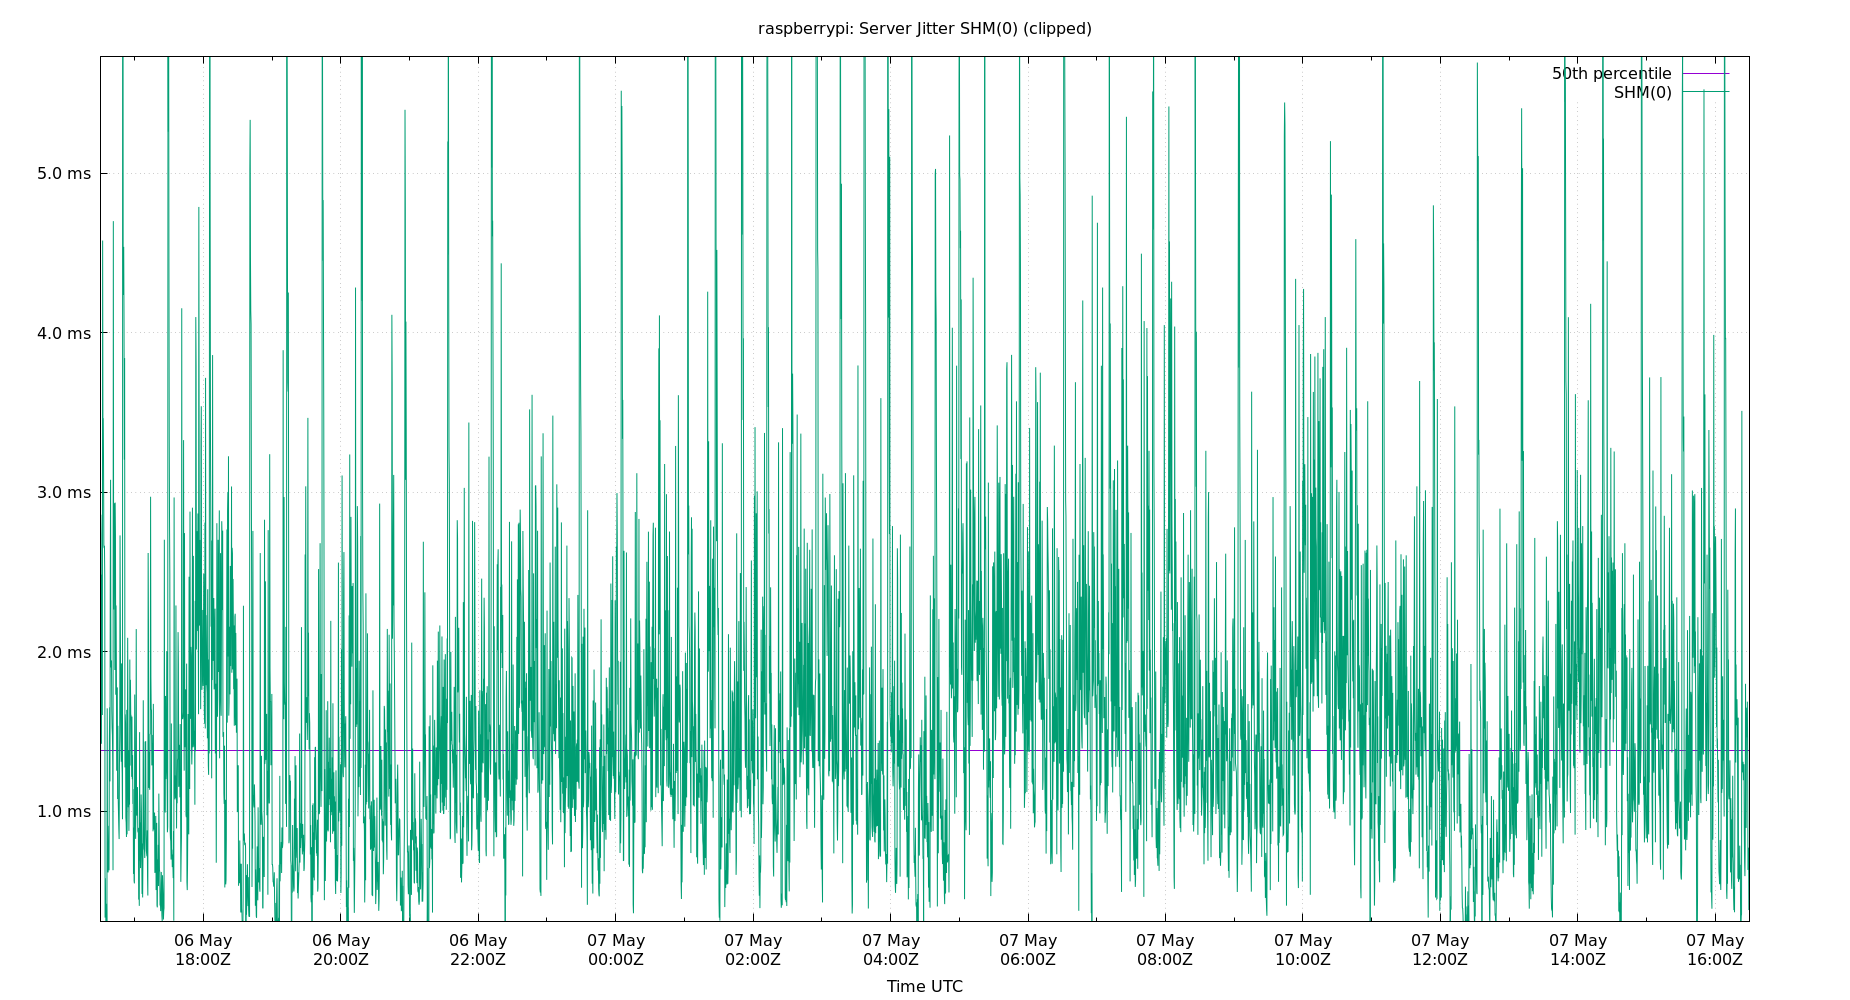 raspberrypi: Server Jitter SHM(0) (clipped)
50th percentile
SHM(0)
5.0 ms
4.0 ms
3.0 ms
2.0 ms
1.0 ms
06 May 06 May 06 May 07 May 07 May 07 May 07 May 07 May 07 May 07 May 07 May 07 May
18:00Z 20:00Z 22:00Z 00:00Z 02:00Z 04:00Z 06:00Z 08:00Z 10:00Z 12:00Z 14:00Z 16:00Z
Time UTC